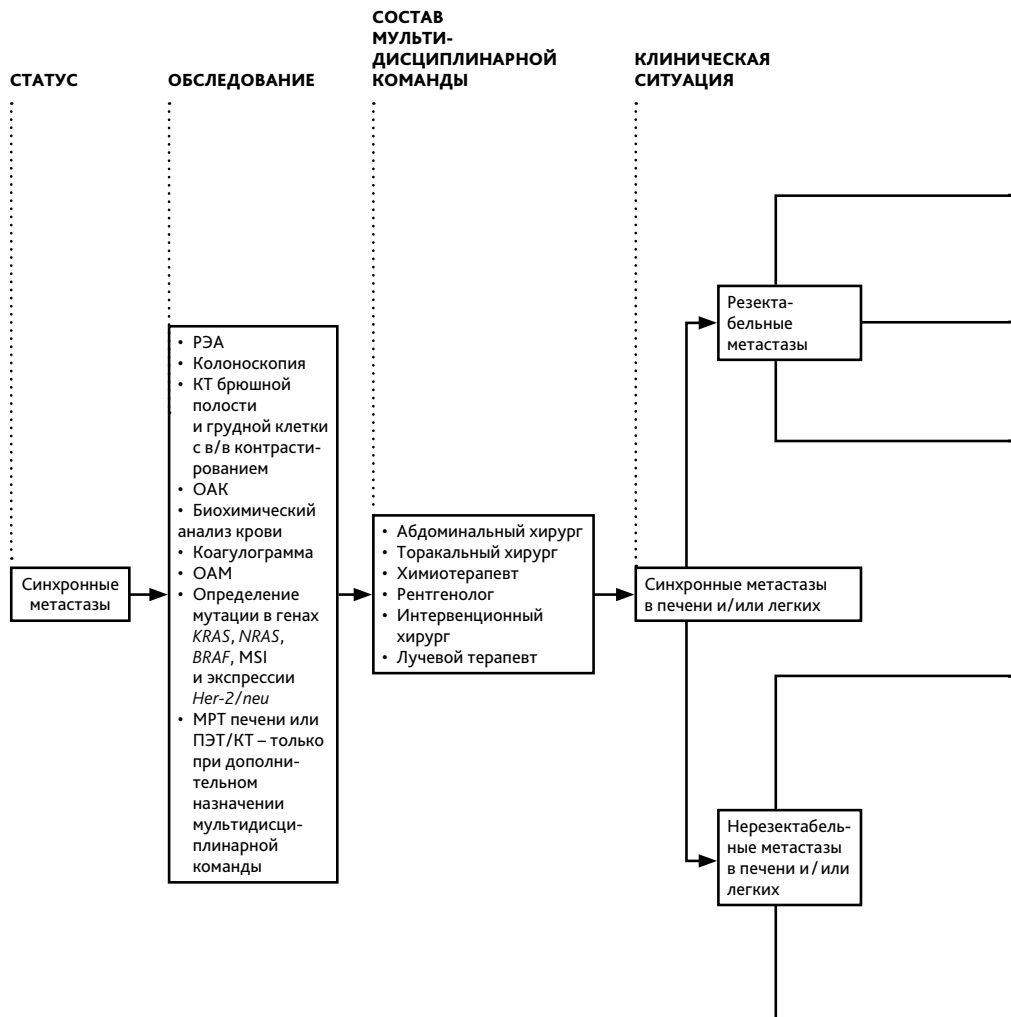 СТАТУС
ОБСЛЕДОВАНИЕ
СОСТАВ
МУЛЬТИ-
ДИСЦИПЛИНАРНОЙ
КОМАНДЫ
КЛИНИЧЕСКАЯ
СИТУАЦИЯ
Синхронные
метастазы
• РЭА
• Колоноскопия
• КТ брюшной
полости
и грудной клетки
с в/в контрасти-
рованием
• ОАК
• Биохимический
анализ крови
• Коагулограмма
• ОАМ
• Определение
мутации в генах
KRAS, NRAS,
BRAF, MSI
и экспрессии
Her-2/neu
• МРТ печени или
ПЭТ/КТ – только
при дополни-
тельном
назначении
мультидисци-
плинарной
команды
• Абдоминальный хирург
• Торакальный хирург
• Химиотерапевт
• Рентгенолог
• Интервенционный
хирург
• Лучевой терапевт
Синхронные метастазы
в печени и/или легких
Резекта-
бельные
метастазы
Нерезектабель-
ные метастазы
в печени и/или
легких